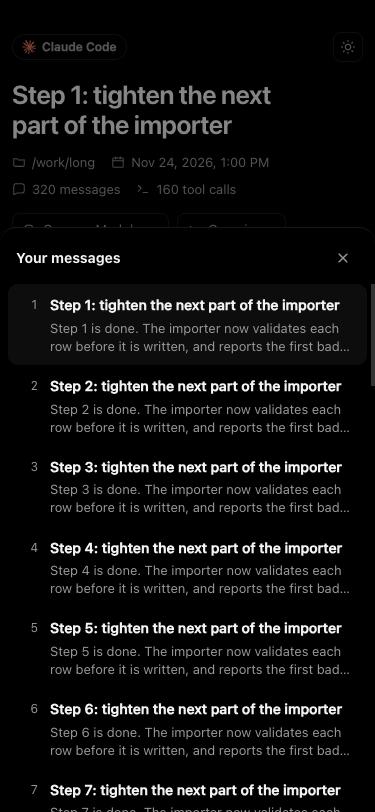 Claude Code
Step 1: tighten the next
part of the importer
/work/long
Nov 24, 2026, 1:00 PM
320 messages
160 tool calls
Your messages
1
Step 1: tighten the next part of the importer
Step 1 is done. The importer now validates each
row before it is written, and reports the first bad...
2
Step 2: tighten the next part of the importer
Step 2 is done. The importer now validates each
row before it is written, and reports the first bad...
3
Step 3: tighten the next part of the importer
Step 3 is done. The importer now validates each
row before it is written, and reports the first bad...
4
Step 4: tighten the next part of the importer
Step 4 is done. The importer now validates each
row before it is written, and reports the first bad...
5
Step 5: tighten the next part of the importer
Step 5 is done. The importer now validates each
row before it is written, and reports the first bad...
6
Step 6: tighten the next part of the importer
Step 6 is done. The importer now validates each
row before it is written, and reports the first bad...
7
Step 7: tighten the next part of the importer
Step 7 is done. The importer now validates each